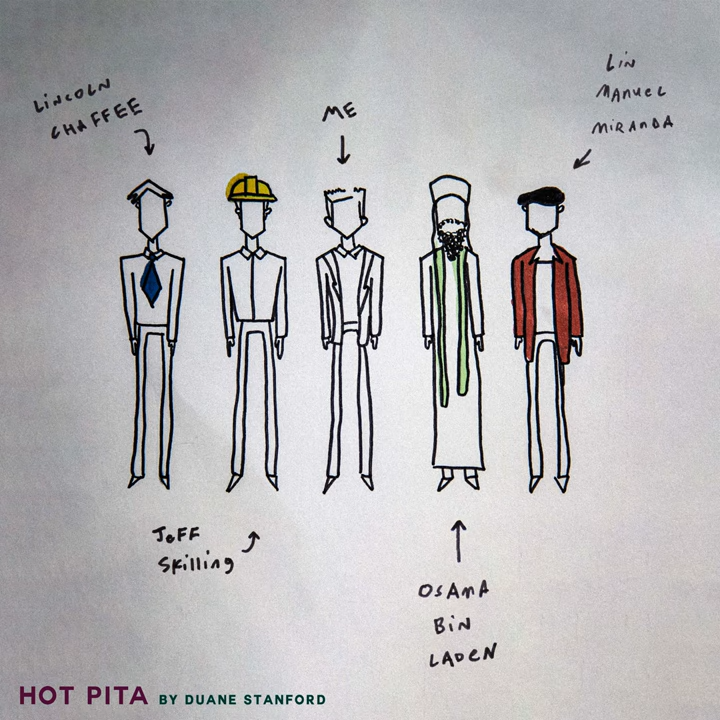 LiNCOLN
CHAFFEE
ME
LiN
MANUEL
MiRANDA
JeFF
Skilling
OSAMA
BiN
LADeN
HOT PITA BY DUANE STANFORD